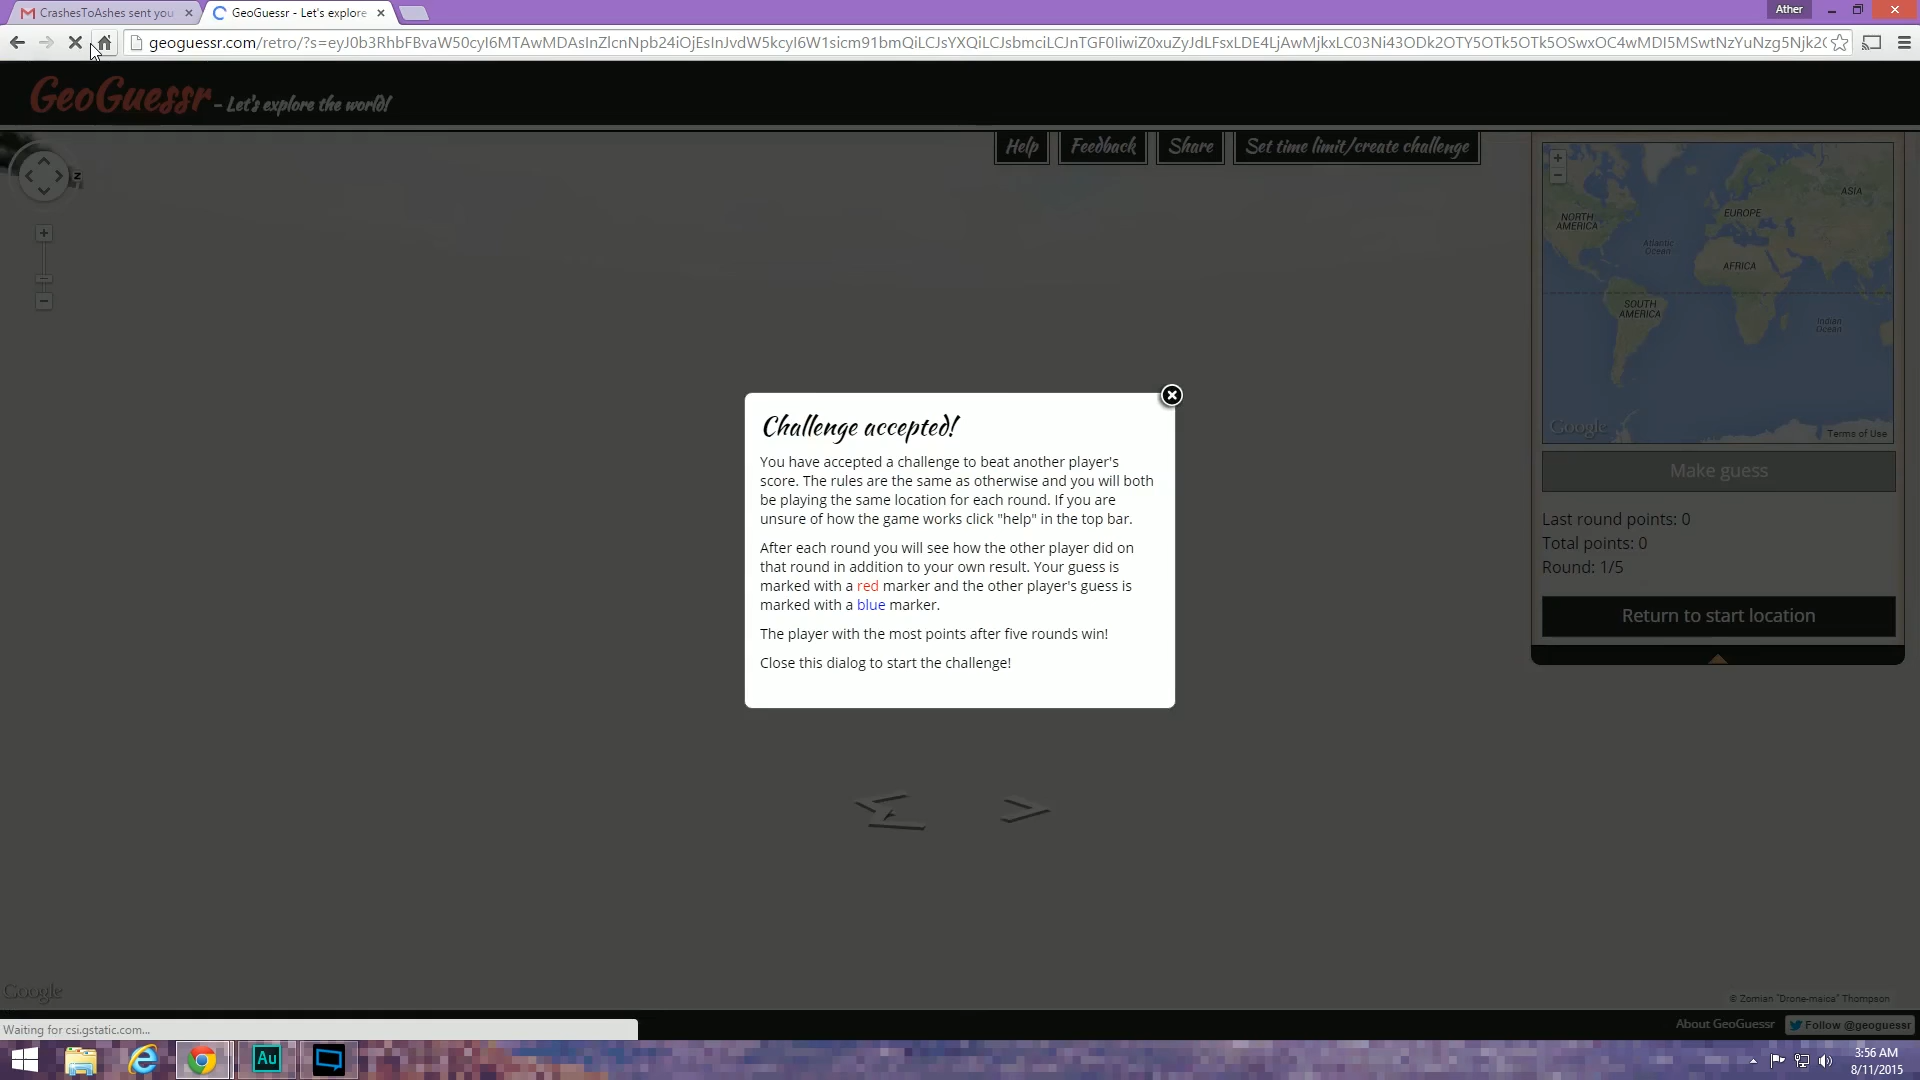 CrashesToAshes sent you
GeoGuessr - Let's explore
Ather
geoguessr.com/retro/?s=eyJ0b3RhbFBvaW50cyI6MTAwMDAsInZlcnNpb24iOjEsInJvdW5kcyI6W1sicm91bmQiLCJsYXQiLCJsbmciLCJnTGF0IiwiZ0xuZyJdLFsxLDE4LjAwMjkxLC03Ni43ODk2OTY5OTk5OTk5OSwxOC4wMDI5MSwtNzYuNzg5Njk2O
GeoGuessr - Let's explore the world!
Help
Feedback
Share
Set time limit/create challenge
NORTH AMERICA
Atlantic Ocean
EUROPE
ASIA
AFRICA
SOUTH AMERICA
Indian Ocean
Google
Terms of Use
Make guess
Last round points: 0
Total points: 0
Round: 1/5
Return to start location
Challenge accepted!
You have accepted a challenge to beat another player's
score. The rules are the same as otherwise and you will both
be playing the same location for each round. If you are
unsure of how the game works click "help" in the top bar.
After each round you will see how the other player did on
that round in addition to your own result. Your guess is
marked with a red marker and the other player's guess is
marked with a blue marker.
The player with the most points after five rounds win!
Close this dialog to start the challenge!
Google
© Zomian "Drone-maica" Thompson
Waiting for csi.gstatic.com...
About GeoGuessr
Follow @geoguessr
Au
3:56 AM
8/11/2015